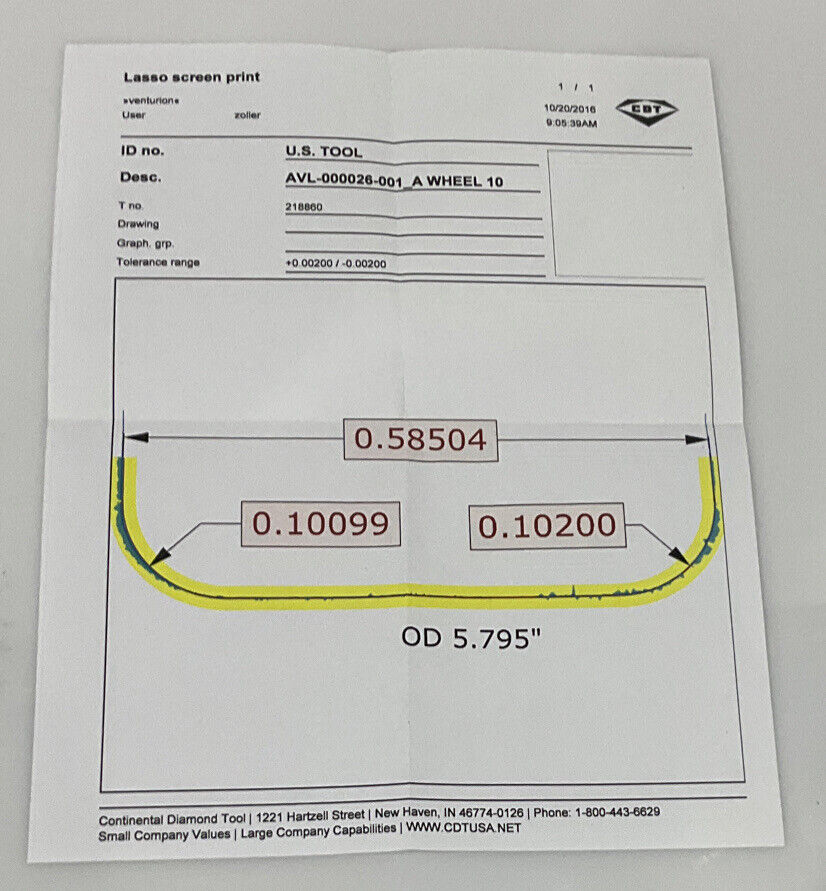 Lasso screen print
»venturion«
User zoller
1 / 1
10/20/2016
9:05:39AM
CDT
ID no. U.S. TOOL
Desc. AVL-000026-001_A WHEEL 10
T no. 218860
Drawing
Graph. grp.
Tolerance range +0.00200 / -0.00200
0.58504
0.10099 0.10200
OD 5.795"
Continental Diamond Tool | 1221 Hartzell Street | New Haven, IN 46774-0126 | Phone: 1-800-443-6629
Small Company Values | Large Company Capabilities | WWW.CDTUSA.NET